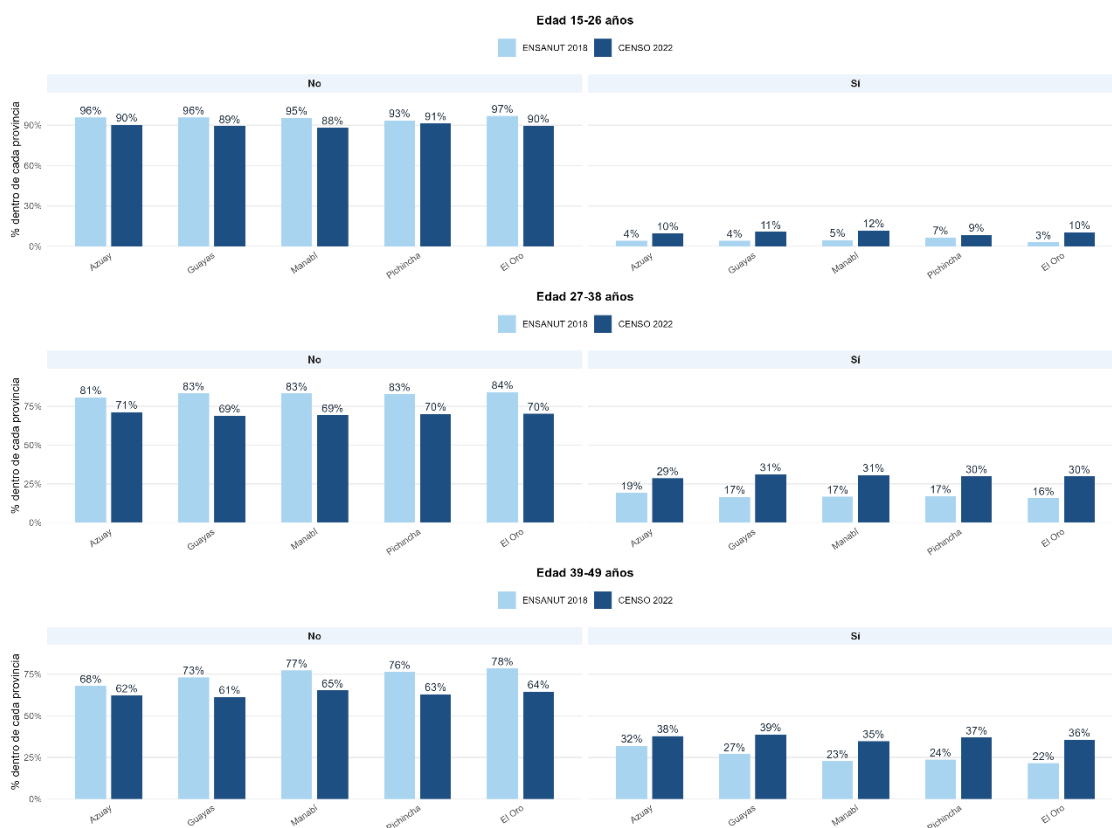 Edad 15-26 años
ENSANUT 2018 CENSO 2022
No Sí
% dentro de cada provincia
90%
60%
30%
0%
96% 90% 96% 89% 95% 88% 93% 91% 97% 90%
4% 10% 4% 11% 5% 12% 7% 9% 3% 10%
Azuay Guayas Manabí Pichincha El Oro Azuay Guayas Manabí Pichincha El Oro
Edad 27-38 años
ENSANUT 2018 CENSO 2022
No Sí
% dentro de cada provincia
75%
50%
25%
0%
81% 71% 83% 69% 83% 69% 83% 70% 84% 70%
19% 29% 17% 31% 17% 31% 17% 30% 16% 30%
Azuay Guayas Manabí Pichincha El Oro Azuay Guayas Manabí Pichincha El Oro
Edad 39-49 años
ENSANUT 2018 CENSO 2022
No Sí
% dentro de cada provincia
75%
50%
25%
0%
68% 62% 73% 61% 77% 65% 76% 63% 78% 64%
32% 38% 27% 39% 23% 35% 24% 37% 22% 36%
Azuay Guayas Manabí Pichincha El Oro Azuay Guayas Manabí Pichincha El Oro